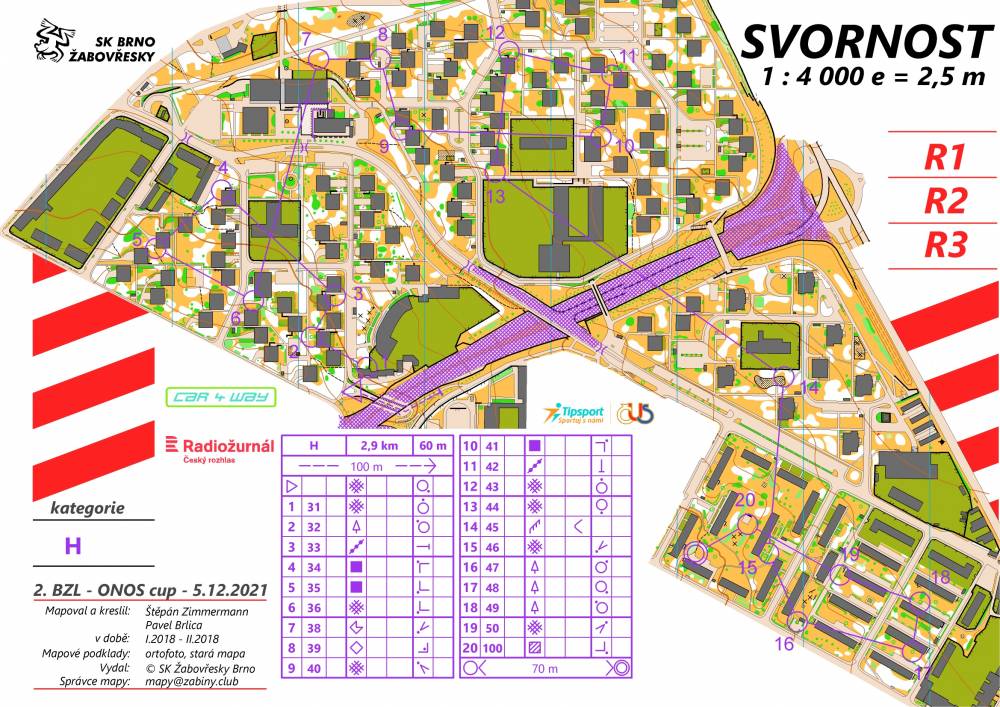 SK BRNO
ŽABOVŘESKY
SVORNOST
1 : 4 000 e = 2,5 m
R1
R2
R3
7
8
12
11
9
10
13
4
5
3
6
2
14
20
15
19
18
16
17
CAR 4 WAY
Tipsport
Sportuj s námi
ČUS
Radiožurnál
Český rozhlas
kategorie
H
2. BZL - ONOS cup - 5.12.2021
Mapoval a kreslil: Štěpán Zimmermann
Pavel Brlica
v době: I.2018 - II.2018
Mapové podklady: ortofoto, stará mapa
Vydal: © SK Žabovřesky Brno
Správce mapy: mapy@zabiny.club
H 2,9 km 60 m
100 m
1 31
2 32
3 33
4 34
5 35
6 36
7 38
8 39
9 40
10 41
11 42
12 43
13 44
14 45
15 46
16 47
17 48
18 49
19 50
20 100
70 m